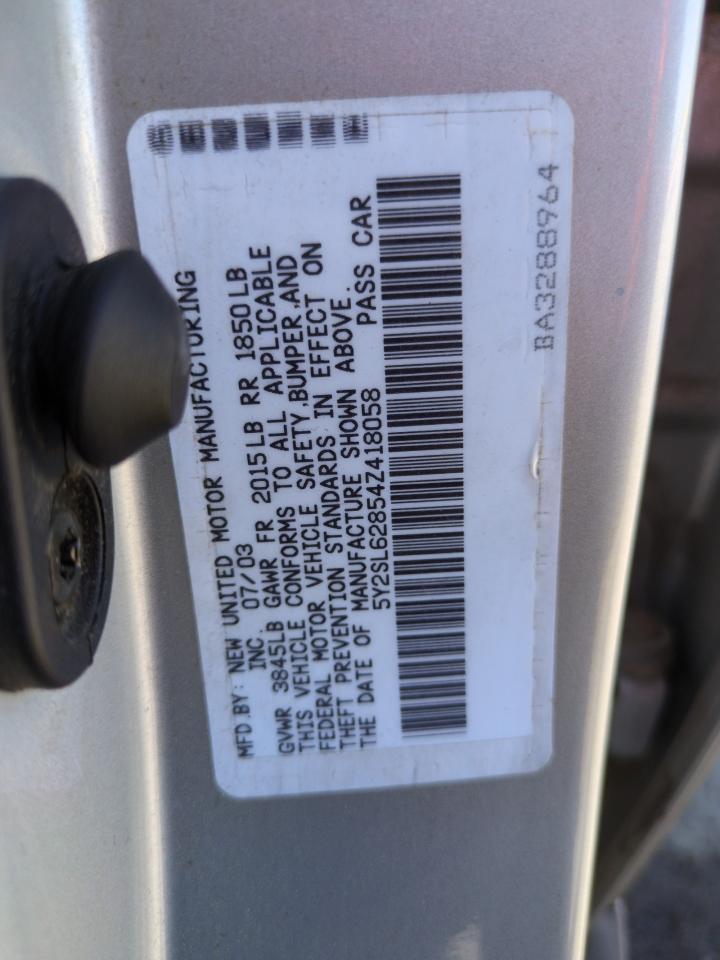 MFD.BY: NEW UNITED MOTOR MANUFACTURING
INC. 07/03
GVWR 3845LB GAWR FR 2015LB RR 1850LB
THIS VEHICLE CONFORMS TO ALL APPLICABLE
FEDERAL MOTOR VEHICLE SAFETY,BUMPER,AND
THEFT PREVENTION STANDARDS IN EFFECT ON
THE DATE OF MANUFACTURE SHOWN ABOVE.
5Y2SL62854Z418058 PASS CAR
BA3288964